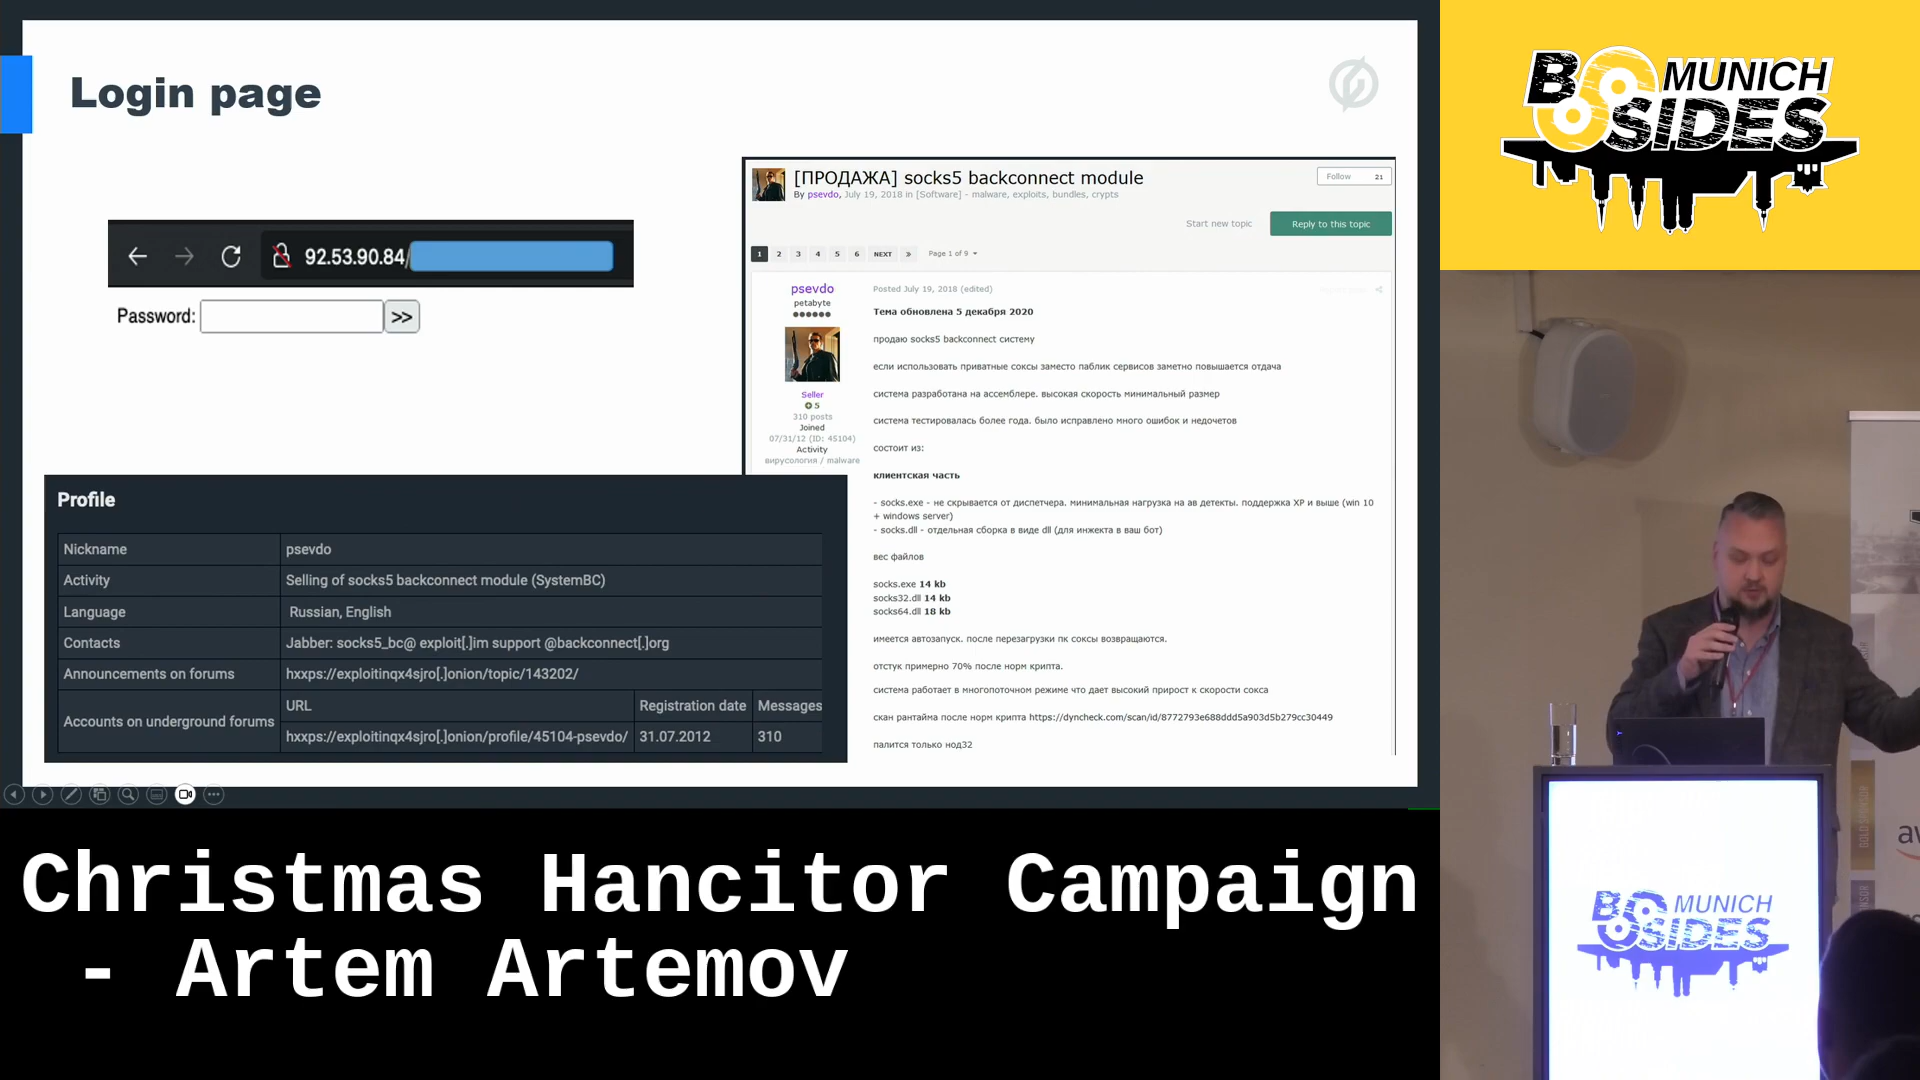 Login page
92.53.90.84/
Password:
>>
[ПРОДАЖА] socks5 backconnect module
By psevdo, July 19, 2018 in [Software] - malware, exploits, bundles, crypts
Follow 21
Start new topic
Reply to this topic
1 2 3 4 5 6 NEXT » Page 1 of 9
psevdo
petabyte
Seller
5
310 posts
Joined
07/31/12 (ID: 45104)
Activity
вирусология / malware
Posted July 19, 2018 (edited)
Тема обновлена 5 декабря 2020
продаю socks5 backconnect систему
если использовать приватные соксы заместо паблик сервисов заметно повышается отдача
система разработана на ассемблере. высокая скорость минимальный размер
система тестировалась более года. было исправлено много ошибок и недочетов
состоит из:
клиентская часть
- socks.exe - не скрывается от диспетчера. минимальная нагрузка на ав детекты. поддержка XP и выше (win 10
+ windows server)
- socks.dll - отдельная сборка в виде dll (для инжекта в ваш бот)
вес файлов
socks.exe 14 kb
socks32.dll 14 kb
socks64.dll 18 kb
имеется автозапуск. после перезагрузки пк соксы возвращаются.
отстук примерно 70% после норм крипта.
система работает в многопоточном режиме что дает высокий прирост к скорости сокса
скан рантайма после норм крипта https://dyncheck.com/scan/id/8772793e688ddd5a903d5b279cc30449
палится только нод32
Profile
Nickname psevdo
Activity Selling of socks5 backconnect module (SystemBC)
Language Russian, English
Contacts Jabber: socks5_bc@ exploit[.]im support @backconnect[.]org
Announcements on forums hxxps://exploitinqx4sjro[.]onion/topic/143202/
Accounts on underground forums
URL Registration date Messages
hxxps://exploitinqx4sjro[.]onion/profile/45104-psevdo/ 31.07.2012 310
Christmas Hancitor Campaign
- Artem Artemov
B SIDES MUNICH
B SIDES MUNICH